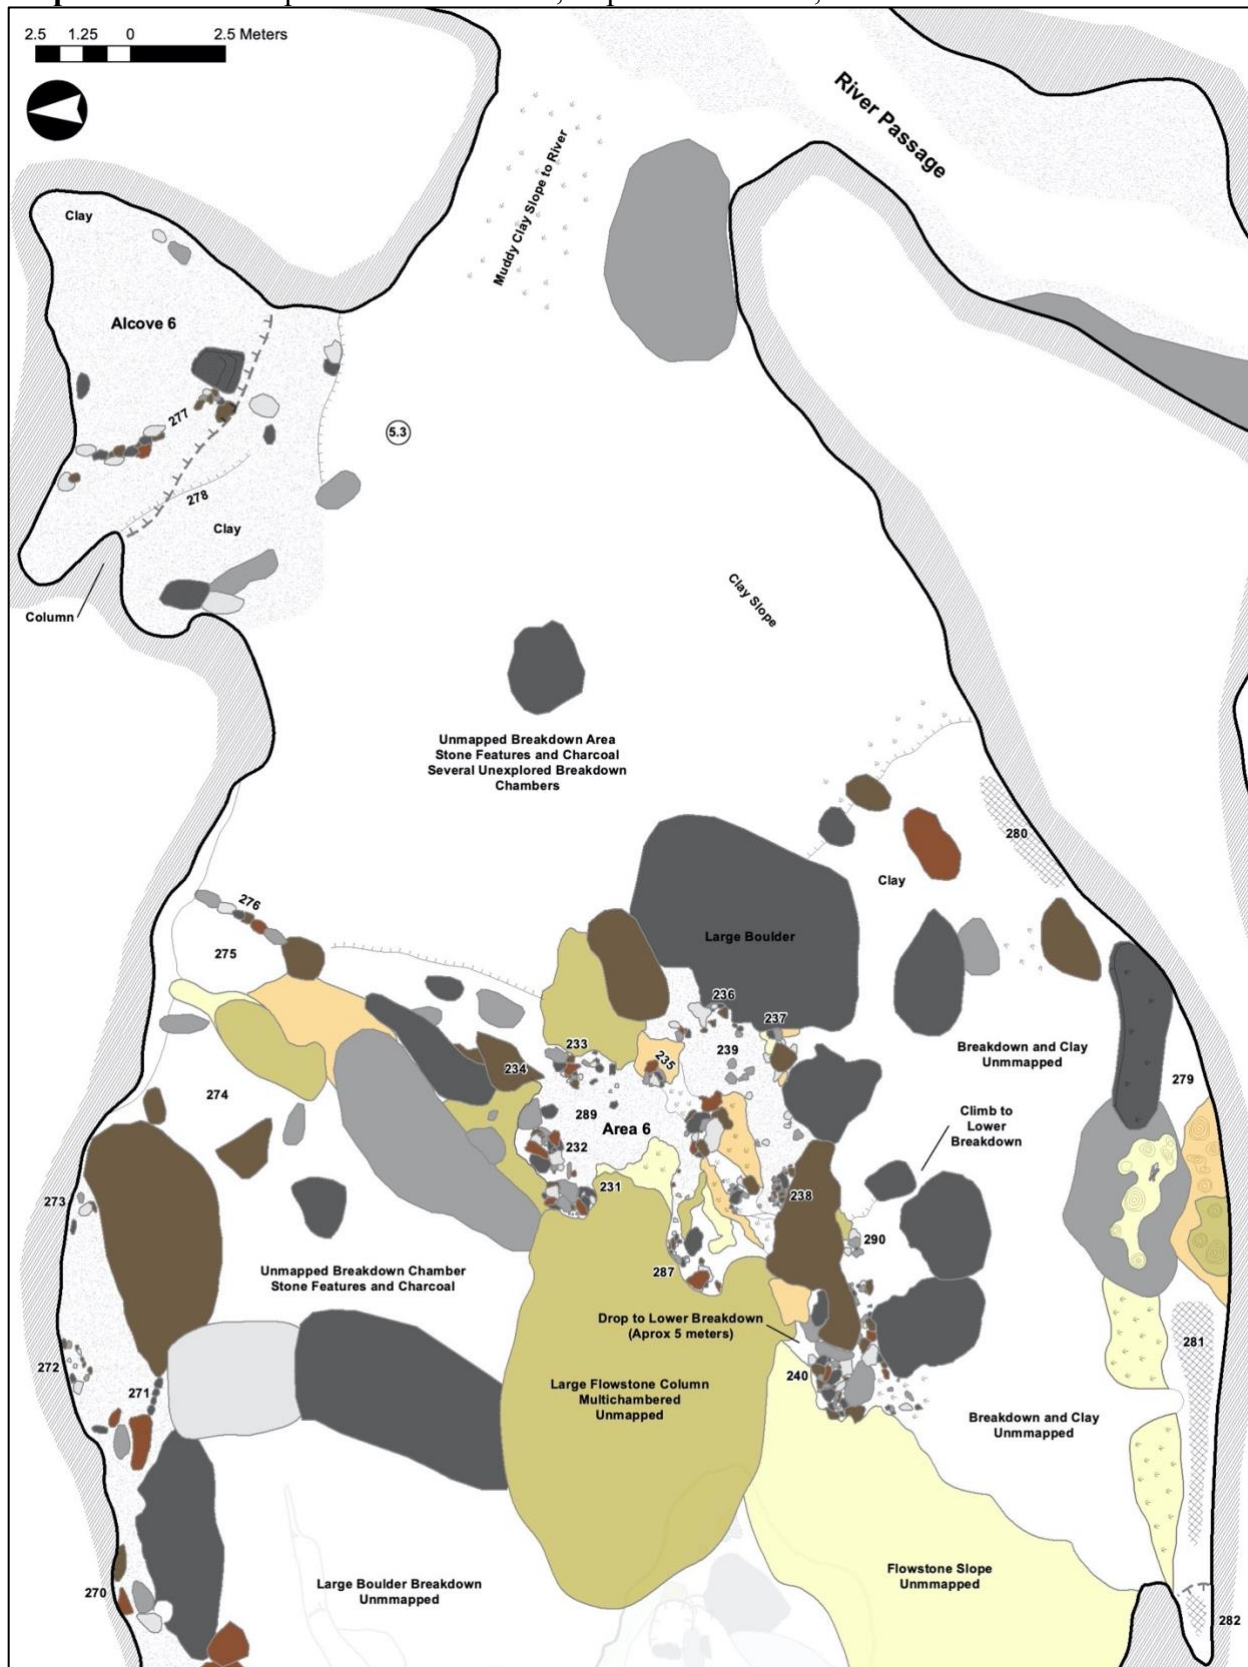 2.5 1.25 0 2.5 Meters
River Passage
Muddy Clay Slope to River
Clay
Alcove 6
277
5.3
278
Clay
Column
Clay Slope
Unmapped Breakdown Area
Stone Features and Charcoal
Several Unexplored Breakdown
Chambers
280
Clay
276
Large Boulder
275
236
237
233
239
235
Breakdown and Clay
Unmmapped
234
279
274
289
Area 6
Climb to
Lower
Breakdown
232
231
238
273
290
Unmapped Breakdown Chamber
Stone Features and Charcoal
287
Drop to Lower Breakdown
(Aprox 5 meters)
281
272
271
240
Large Flowstone Column
Multichambered
Unmapped
Breakdown and Clay
Unmmapped
Flowstone Slope
Unmmapped
270
Large Boulder Breakdown
Unmmapped
282